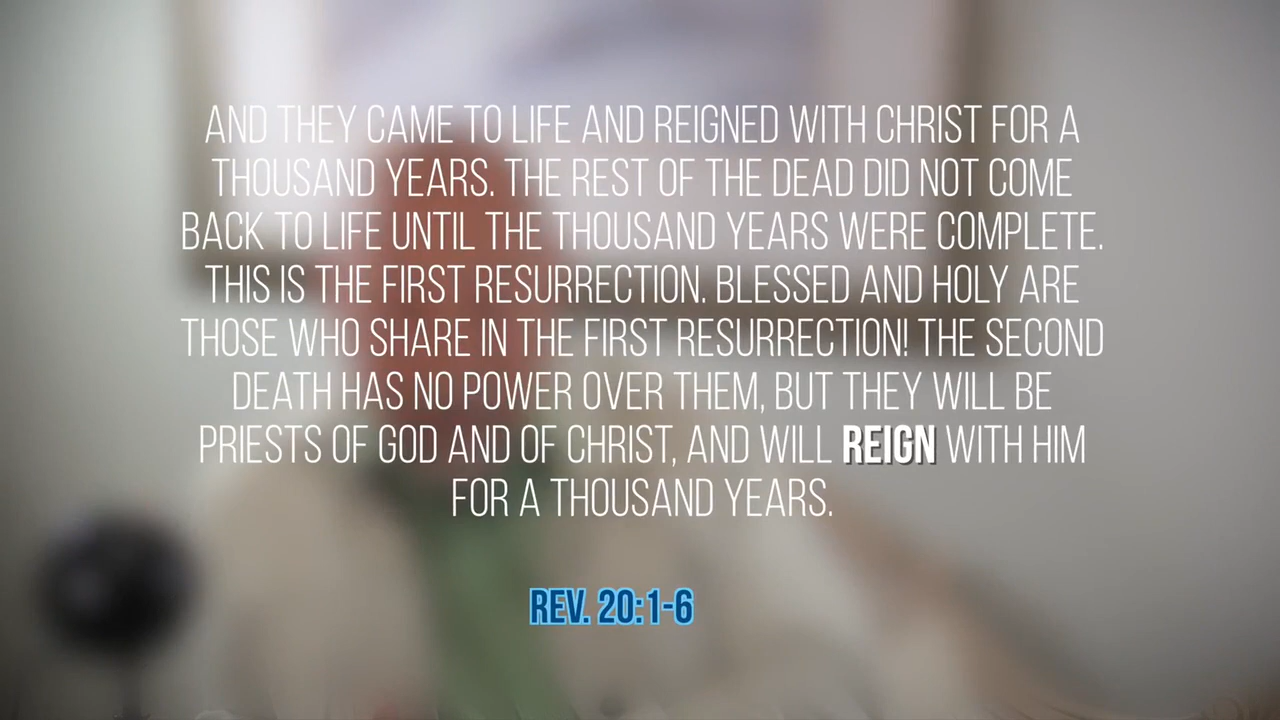 AND THEY CAME TO LIFE AND REIGNED WITH CHRIST FOR A
THOUSAND YEARS. THE REST OF THE DEAD DID NOT COME
BACK TO LIFE UNTIL THE THOUSAND YEARS WERE COMPLETE.
THIS IS THE FIRST RESURRECTION. BLESSED AND HOLY ARE
THOSE WHO SHARE IN THE FIRST RESURRECTION! THE SECOND
DEATH HAS NO POWER OVER THEM, BUT THEY WILL BE
PRIESTS OF GOD AND OF CHRIST, AND WILL REIGN WITH HIM
FOR A THOUSAND YEARS.
REV. 20:1-6